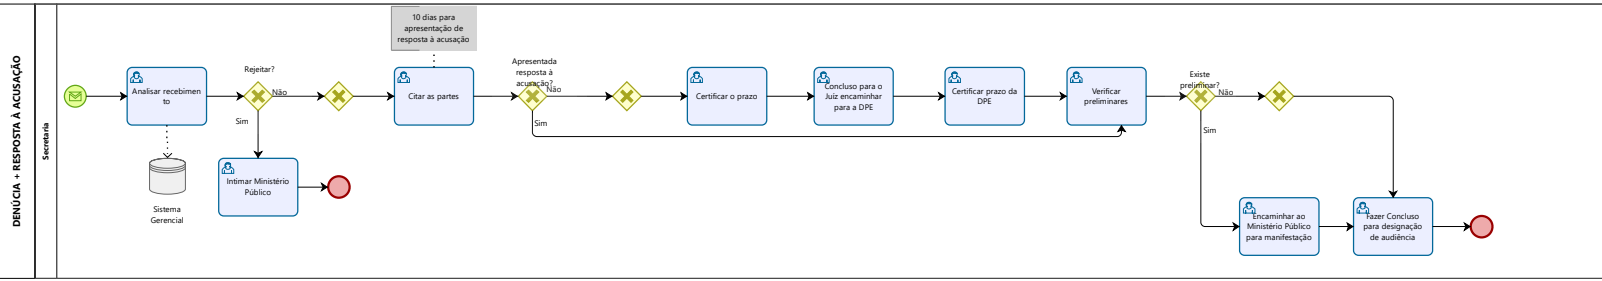 DENÚCIA + RESPOSTA À ACUSAÇÃO
Secretaria
Analisar recebimen
to
Sistema
Gerencial
Rejeitar?
Não
Sim
Intimar Ministério
Público
10 dias para
apresentação de
resposta à acusação
Citar as partes
Apresentada
resposta à
acusação?
Não
Sim
Certificar o prazo
Concluso para o
Juiz encaminhar
para a DPE
Certificar prazo da
DPE
Verificar
preliminares
Existe
preliminar?
Não
Sim
Encaminhar ao
Ministério Público
para manifestação
Fazer Concluso
para designação
de audiência